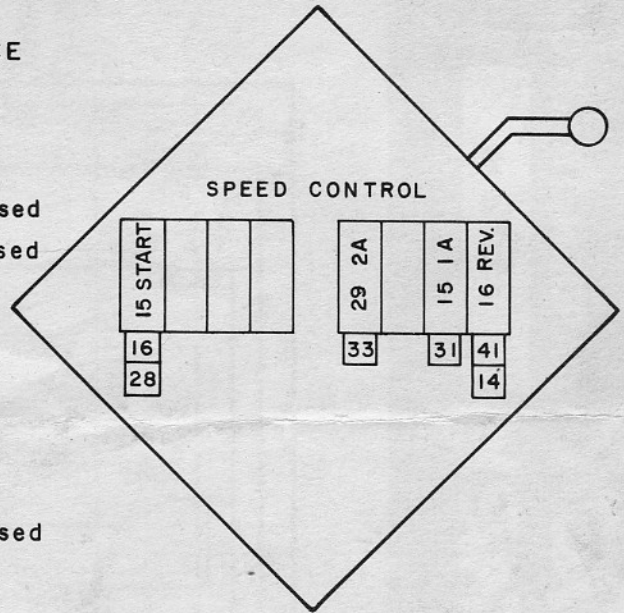 E
SPEED CONTROL
sed
sed
15 START
29 2A
15 1A
16 REV.
16
33
31
41
28
14
sed